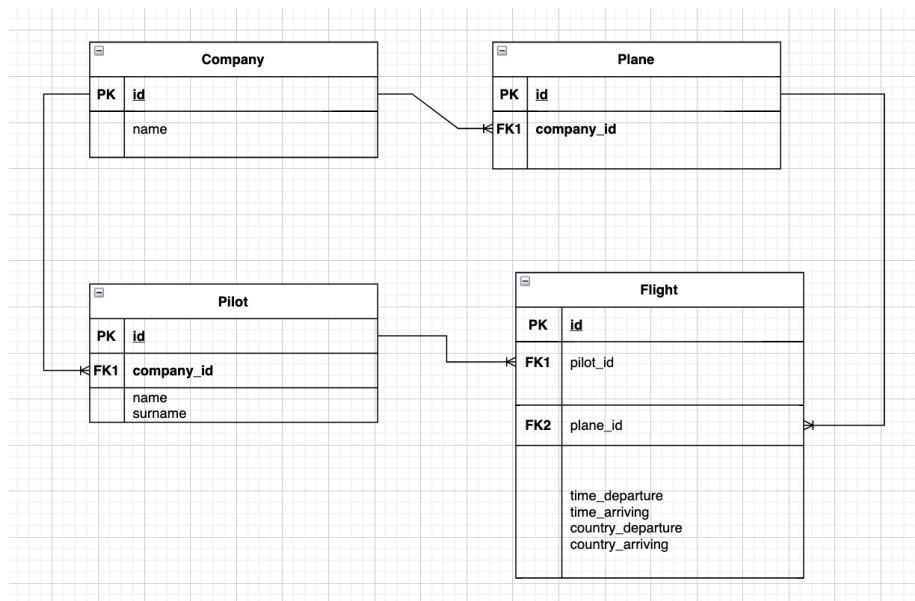 Company
PK id
name
Plane
PK id
FK1 company_id
Pilot
PK id
FK1 company_id
name
surname
Flight
PK id
FK1 pilot_id
FK2 plane_id
time_departure
time_arriving
country_departure
country_arriving